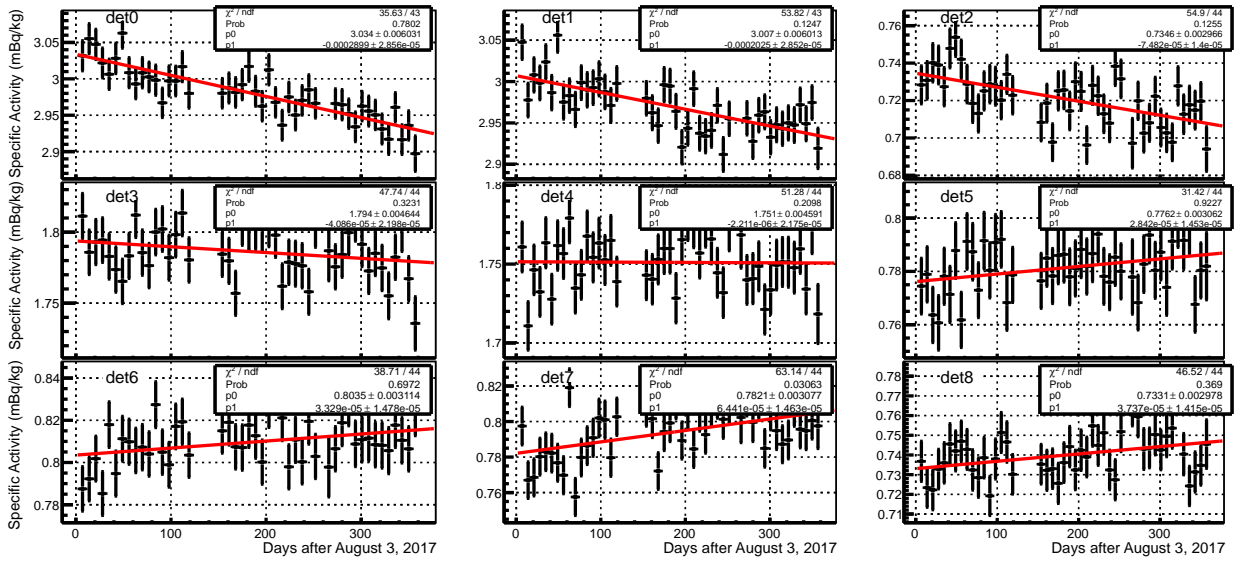 Specific Activity (mBq/kg)
det0
χ² / ndf 35.63 / 43
Prob 0.7802
p0 3.034 ± 0.006031
p1 -0.0002899 ± 2.856e-05
3.05
3
2.95
2.9
det1
χ² / ndf 53.82 / 43
Prob 0.1247
p0 3.007 ± 0.006013
p1 -0.0002025 ± 2.852e-05
3.05
3
2.95
2.9
det2
χ² / ndf 54.9 / 44
Prob 0.1255
p0 0.7346 ± 0.002966
p1 -7.482e-05 ± 1.4e-05
0.76
0.74
0.72
0.7
0.68
Specific Activity (mBq/kg)
det3
χ² / ndf 47.74 / 44
Prob 0.3231
p0 1.794 ± 0.004644
p1 -4.086e-05 ± 2.198e-05
1.8
1.75
det4
χ² / ndf 51.28 / 44
Prob 0.2098
p0 1.751 ± 0.004591
p1 -2.211e-06 ± 2.175e-05
1.8
1.75
1.7
det5
χ² / ndf 31.42 / 44
Prob 0.9227
p0 0.7762 ± 0.003062
p1 2.842e-05 ± 1.453e-05
0.8
0.78
0.76
Specific Activity (mBq/kg)
det6
χ² / ndf 38.71 / 44
Prob 0.6972
p0 0.8035 ± 0.003114
p1 3.329e-05 ± 1.478e-05
0.84
0.82
0.8
0.78
0 100 200 300
Days after August 3, 2017
det7
χ² / ndf 63.14 / 44
Prob 0.03063
p0 0.7821 ± 0.003077
p1 6.441e-05 ± 1.463e-05
0.82
0.8
0.78
0.76
0 100 200 300
Days after August 3, 2017
det8
χ² / ndf 46.52 / 44
Prob 0.369
p0 0.7331 ± 0.002978
p1 3.737e-05 ± 1.415e-05
0.78
0.77
0.76
0.75
0.74
0.73
0.72
0.71
0 100 200 300
Days after August 3, 2017